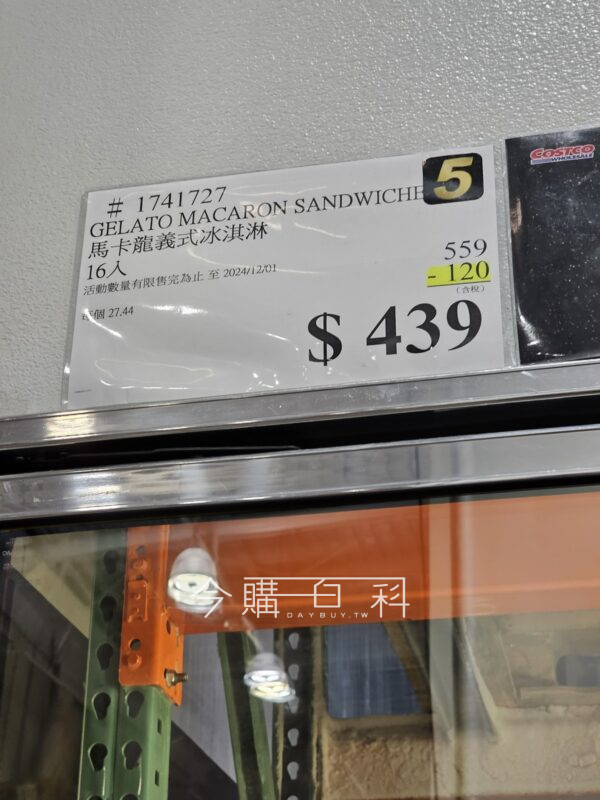 # 1741727
5
GELATO MACARON SANDWICHE
馬卡龍義式冰淇淋
16入
活動數量有限售完為止 至 2024/12/01
559
- 120
(含稅)
每個 27.44
$ 439
COSTCO
WHOLESALE
今購百科
DAYBUY.TW